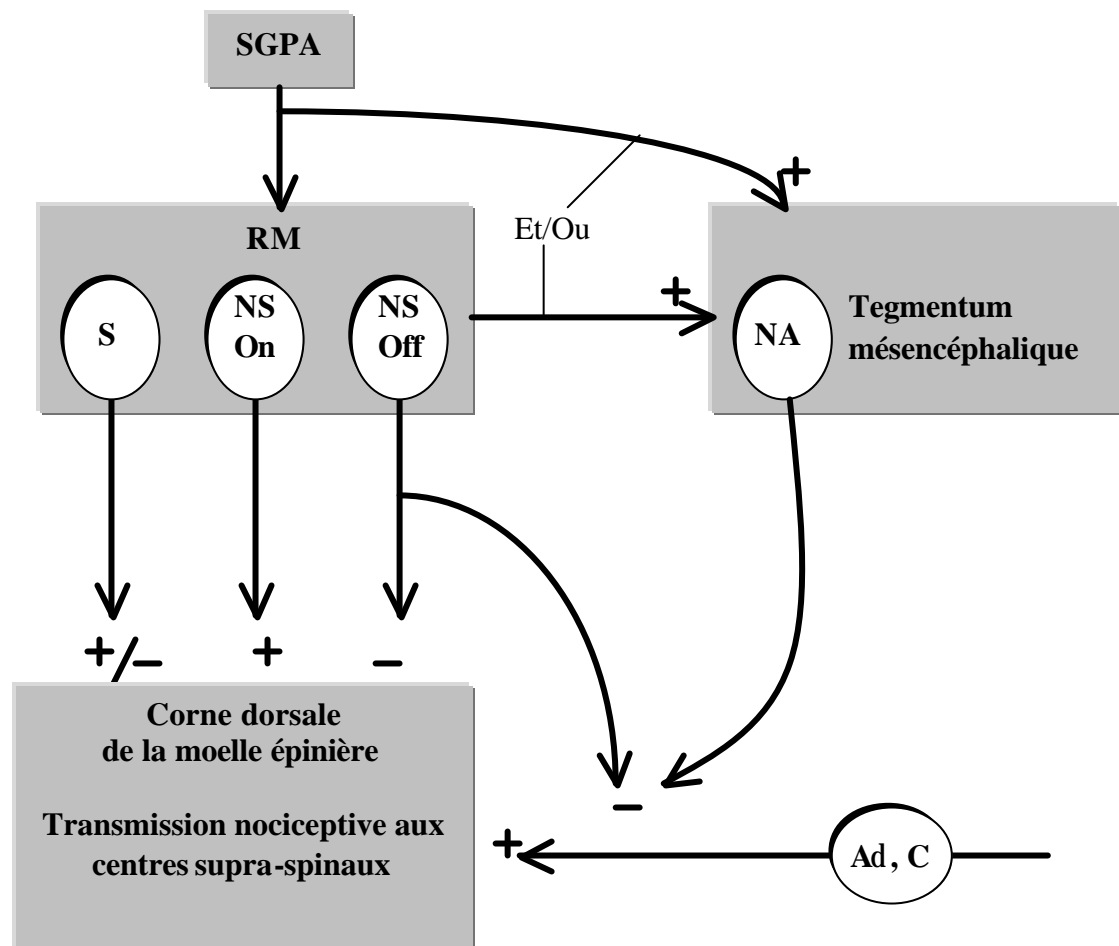 SGPA
+
Et/Ou
RM
S
NS
On
NS
Off
+
NA
Tegmentum
mésencéphalique
+/−
+
−
Corne dorsale
de la moelle épinière
Transmission nociceptive aux
centres supra-spinaux
−
+
Ad, C